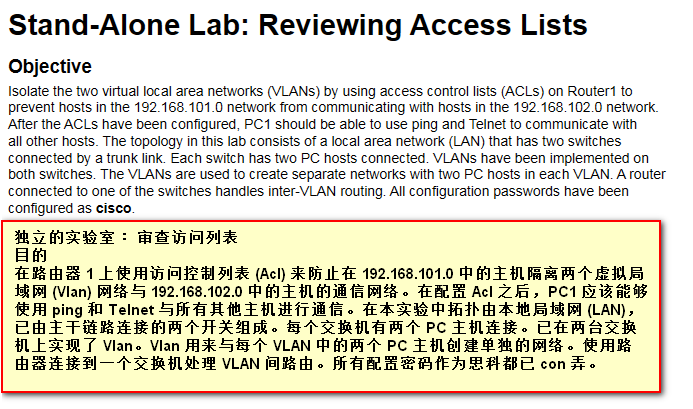 Stand-Alone Lab: Reviewing Access Lists
Objective
Isolate the two virtual local area networks (VLANs) by using access control lists (ACLs) on Router1 to
prevent hosts in the 192.168.101.0 network from communicating with hosts in the 192.168.102.0 network.
After the ACLs have been configured, PC1 should be able to use ping and Telnet to communicate with
all other hosts. The topology in this lab consists of a local area network (LAN) that has two switches
connected by a trunk link. Each switch has two PC hosts connected. VLANs have been implemented on
both switches. The VLANs are used to create separate networks with two PC hosts in each VLAN. A router
connected to one of the switches handles inter-VLAN routing. All configuration passwords have been
configured as cisco.
独立的实验室：审查访问列表
目的
在路由器 1 上使用访问控制列表 (Acl) 来防止在 192.168.101.0 中的主机隔离两个虚拟局
域网 (Vlan) 网络与 192.168.102.0 中的主机的通信网络。在配置 Acl 之后，PC1 应该能够
使用 ping 和 Telnet 与所有其他主机进行通信。在本实验中拓扑由本地局域网 (LAN)，
已由主干链路连接的两个开关组成。每个交换机有两个 PC 主机连接。已在两台交换
机上实现了 Vlan。Vlan 用来与每个 VLAN 中的两个 PC 主机创建单独的网络。使用路
由器连接到一个交换机处理 VLAN 间路由。所有配置密码作为思科都已 con 弄。